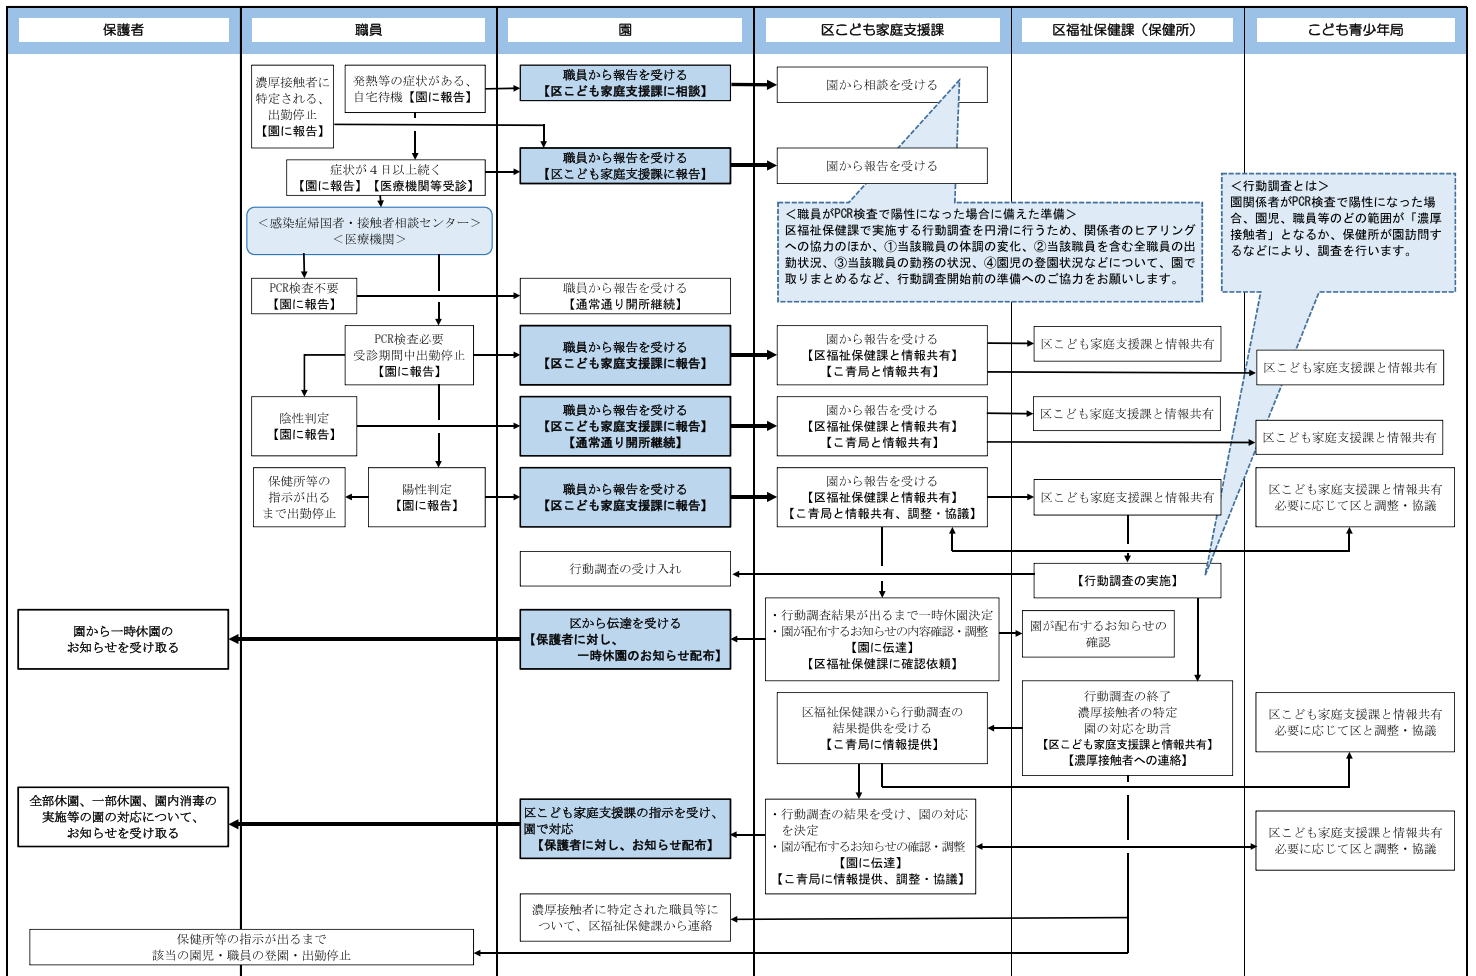 保護者
職員
園
区こども家庭支援課
区福祉保健課（保健所）
こども青少年局
濃厚接触者に
特定される、
出勤停止
【園に報告】
発熱等の症状がある、
自宅待機【園に報告】
職員から報告を受ける
【区こども家庭支援課に相談】
園から相談を受ける
症状が４日以上続く
【園に報告】【医療機関等受診】
職員から報告を受ける
【区こども家庭支援課に報告】
園から報告を受ける
＜感染症帰国者・接触者相談センター＞
＜医療機関＞
＜職員がPCR検査で陽性になった場合に備えた準備＞
区福祉保健課で実施する行動調査を円滑に行うため、関係者のヒアリング
への協力のほか、①当該職員の体調の変化、②当該職員を含む全職員の出
勤状況、③当該職員の勤務の状況、④園児の登園状況などについて、園で
取りまとめるなど、行動調査開始前の準備へのご協力をお願いします。
＜行動調査とは＞
園関係者がPCR検査で陽性になった場
合、園児、職員等のどの範囲が「濃厚
接触者」となるか、保健所が園訪問す
るなどにより、調査を行います。
PCR検査不要
【園に報告】
職員から報告を受ける
【通常通り開所継続】
PCR検査必要
受診期間中出勤停止
【園に報告】
職員から報告を受ける
【区こども家庭支援課に報告】
園から報告を受ける
【区福祉保健課と情報共有】
【こ青局と情報共有】
区こども家庭支援課と情報共有
区こども家庭支援課と情報共有
陰性判定
【園に報告】
職員から報告を受ける
【区こども家庭支援課に報告】
【通常通り開所継続】
園から報告を受ける
【区福祉保健課と情報共有】
【こ青局と情報共有】
区こども家庭支援課と情報共有
区こども家庭支援課と情報共有
保健所等の
指示が出る
まで出勤停止
陽性判定
【園に報告】
職員から報告を受ける
【区こども家庭支援課に報告】
園から報告を受ける
【区福祉保健課と情報共有】
【こ青局と情報共有、調整・協議】
区こども家庭支援課と情報共有
区こども家庭支援課と情報共有
必要に応じて区と調整・協議
行動調査の受け入れ
【行動調査の実施】
園から一時休園の
お知らせを受け取る
区から伝達を受ける
【保護者に対し、
一時休園のお知らせ配布】
・行動調査結果が出るまで一時休園決定
・園が配布するお知らせの内容確認・調整
【園に伝達】
【区福祉保健課に確認依頼】
園が配布するお知らせの
確認
区福祉保健課から行動調査の
結果提供を受ける
【こ青局に情報提供】
行動調査の終了
濃厚接触者の特定
園の対応を助言
【区こども家庭支援課と情報共有】
【濃厚接触者への連絡】
区こども家庭支援課と情報共有
必要に応じて区と調整・協議
全部休園、一部休園、園内消毒の
実施等の園の対応について、
お知らせを受け取る
区こども家庭支援課の指示を受け、
園で対応
【保護者に対し、お知らせ配布】
・行動調査の結果を受け、園の対応
を決定
・園が配布するお知らせの確認・調整
【園に伝達】
【こ青局に情報提供、調整・協議】
区こども家庭支援課と情報共有
必要に応じて区と調整・協議
濃厚接触者に特定された職員等に
ついて、区福祉保健課から連絡
保健所等の指示が出るまで
該当の園児・職員の登園・出勤停止